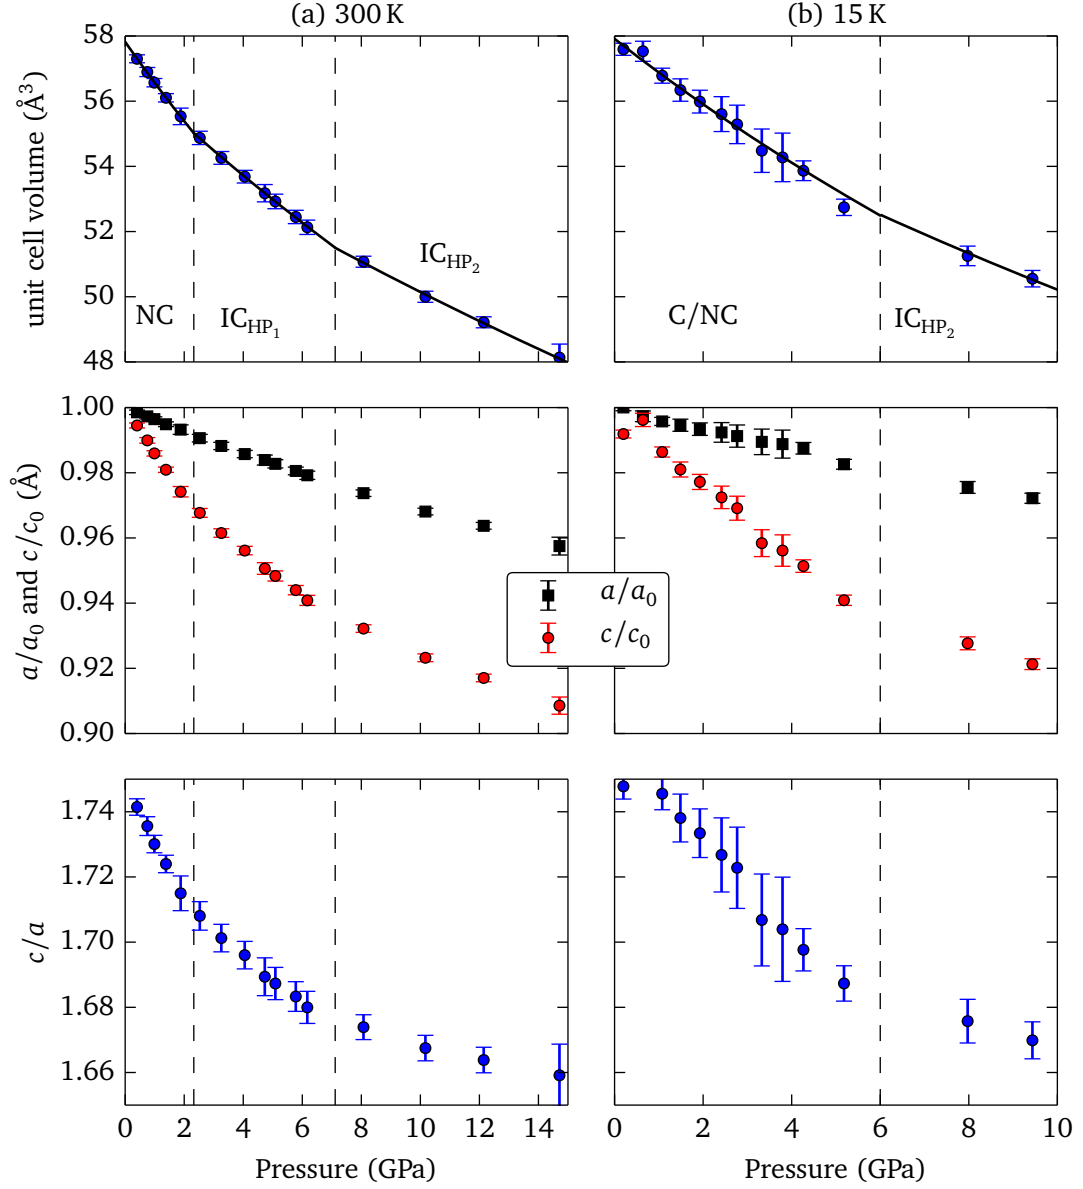 (a) 300 K
(b) 15 K
unit cell volume (Å³)
58
56
54
52
50
48
NC
IC_HP₁
IC_HP₂
C/NC
IC_HP₂
a/a₀ and c/c₀ (Å)
1.00
0.98
0.96
0.94
0.92
0.90
a/a₀
c/c₀
c/a
1.74
1.72
1.70
1.68
1.66
0 2 4 6 8 10 12 14
0 2 4 6 8 10
Pressure (GPa)
Pressure (GPa)